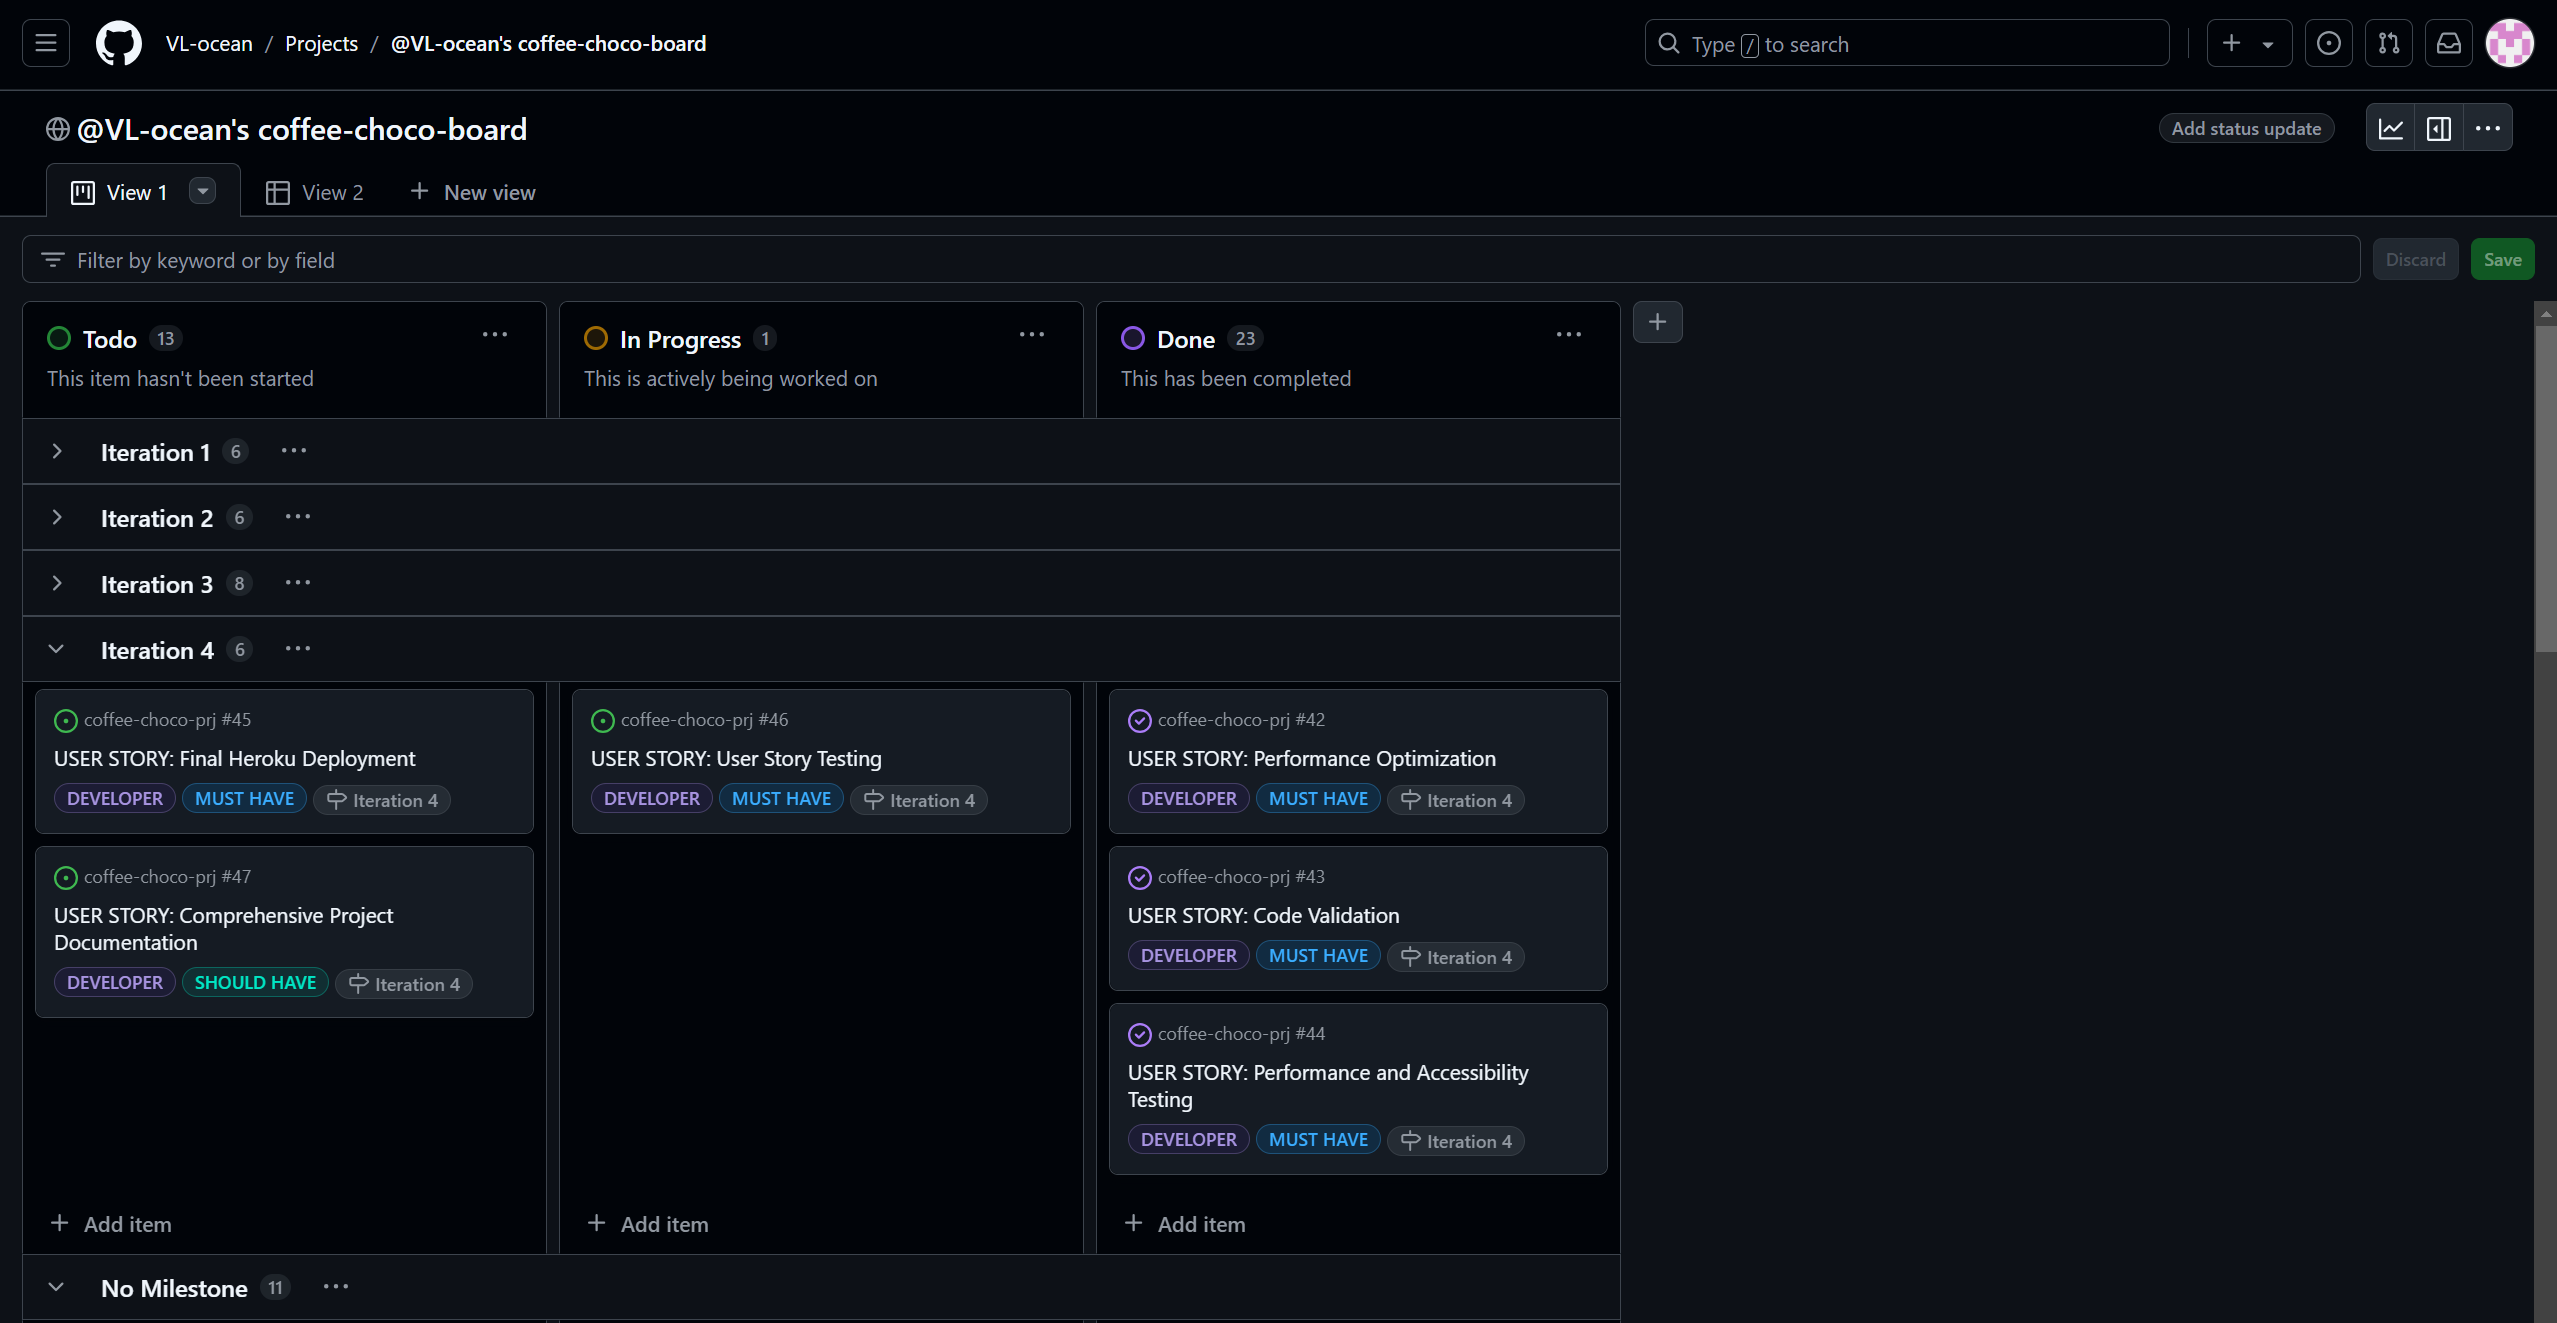 VL-ocean / Projects / @VL-ocean's coffee-choco-board
Type / to search
@VL-ocean's coffee-choco-board
Add status update
View 1
View 2
New view
Filter by keyword or by field
Discard
Save
Todo 13
This item hasn't been started
In Progress 1
This is actively being worked on
Done 23
This has been completed
Iteration 1 6
Iteration 2 6
Iteration 3 8
Iteration 4 6
coffee-choco-prj #45
USER STORY: Final Heroku Deployment
DEVELOPER MUST HAVE Iteration 4
coffee-choco-prj #47
USER STORY: Comprehensive Project
Documentation
DEVELOPER SHOULD HAVE Iteration 4
Add item
coffee-choco-prj #46
USER STORY: User Story Testing
DEVELOPER MUST HAVE Iteration 4
Add item
coffee-choco-prj #42
USER STORY: Performance Optimization
DEVELOPER MUST HAVE Iteration 4
coffee-choco-prj #43
USER STORY: Code Validation
DEVELOPER MUST HAVE Iteration 4
coffee-choco-prj #44
USER STORY: Performance and Accessibility
Testing
DEVELOPER MUST HAVE Iteration 4
Add item
No Milestone 11